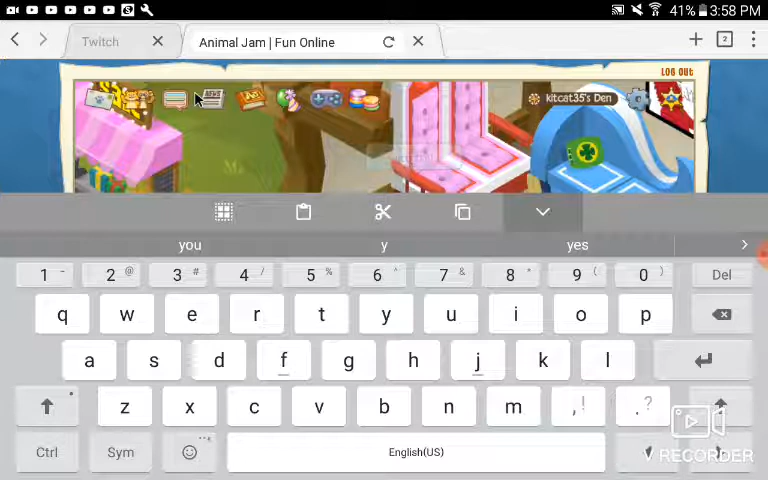 41% 3:58 PM
Twitch
Animal Jam | Fun Online
2
LOG OUT
NEWS
kitcat35's Den
you y yes
1 - 2 @ 3 # 4 / 5 % 6 ^ 7 & 8 * 9 ( 0 ) Del
q w e r t y u i o p
a s d f g h j k l
z x c v b n m , ! . ?
Ctrl Sym English(US)
V RECORDER